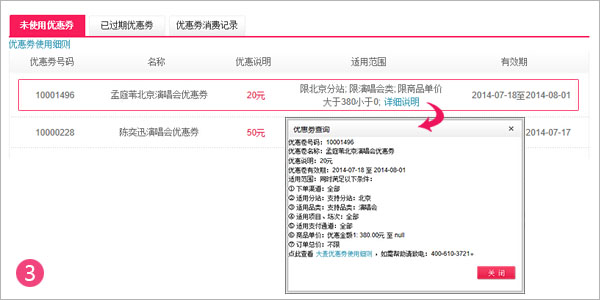 未使用优惠券 已过期优惠券 优惠券消费记录
优惠券使用细则
优惠券号码 名称 优惠说明 适用范围 有效期
10001496 孟庭苇北京演唱会优惠券 20元 限北京分站; 限演唱会类; 限商品单价 2014-07-18至2014-08-01
大于380小于0; 详细说明
10000228 陈奕迅演唱会优惠券 50元 2014-07-17
优惠券查询 ×
优惠卷号码：10001496
优惠卷名称：孟庭苇北京演唱会优惠券
优惠说明：20元
优惠卷有效期：2014-07-18 至 2014-08-01
适用范围：同时满足以下条件：
① 下单渠道：全部
② 适用分站：支持分站：北京
③ 适用品类：支持品类：演唱会
④ 适用项目、场次：全部
⑤ 适用支付通道：全部
⑥ 商品单价：优惠金额1: 380.00元 至 null
⑦ 订单总价：不限
点此查看 大麦优惠券使用细则 ，如需帮助请致电：400-610-3721。
关 闭
3